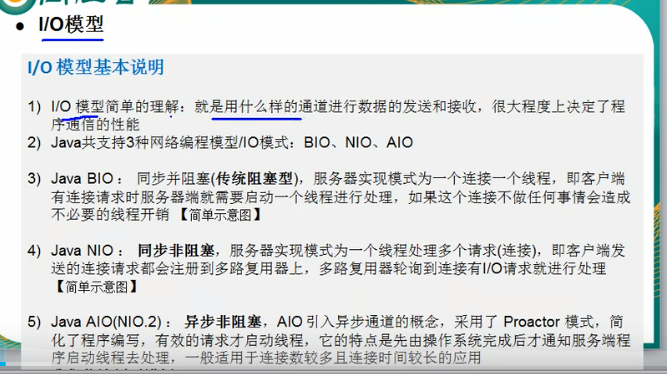 I/O模型
I/O 模型基本说明
1) I/O 模型简单的理解：就是用什么样的通道进行数据的发送和接收，很大程度上决定了程
序通信的性能
2) Java共支持3种网络编程模型/IO模式：BIO、NIO、AIO
3) Java BIO ： 同步并阻塞(传统阻塞型)，服务器实现模式为一个连接一个线程，即客户端
有连接请求时服务器端就需要启动一个线程进行处理，如果这个连接不做任何事情会造成
不必要的线程开销 【简单示意图】
4) Java NIO ： 同步非阻塞，服务器实现模式为一个线程处理多个请求(连接)，即客户端发
送的连接请求都会注册到多路复用器上，多路复用器轮询到连接有I/O请求就进行处理
【简单示意图】
5) Java AIO(NIO.2) ： 异步非阻塞，AIO 引入异步通道的概念，采用了 Proactor 模式，简
化了程序编写，有效的请求才启动线程，它的特点是先由操作系统完成后才通知服务端程
序启动线程去处理，一般适用于连接数较多且连接时间较长的应用